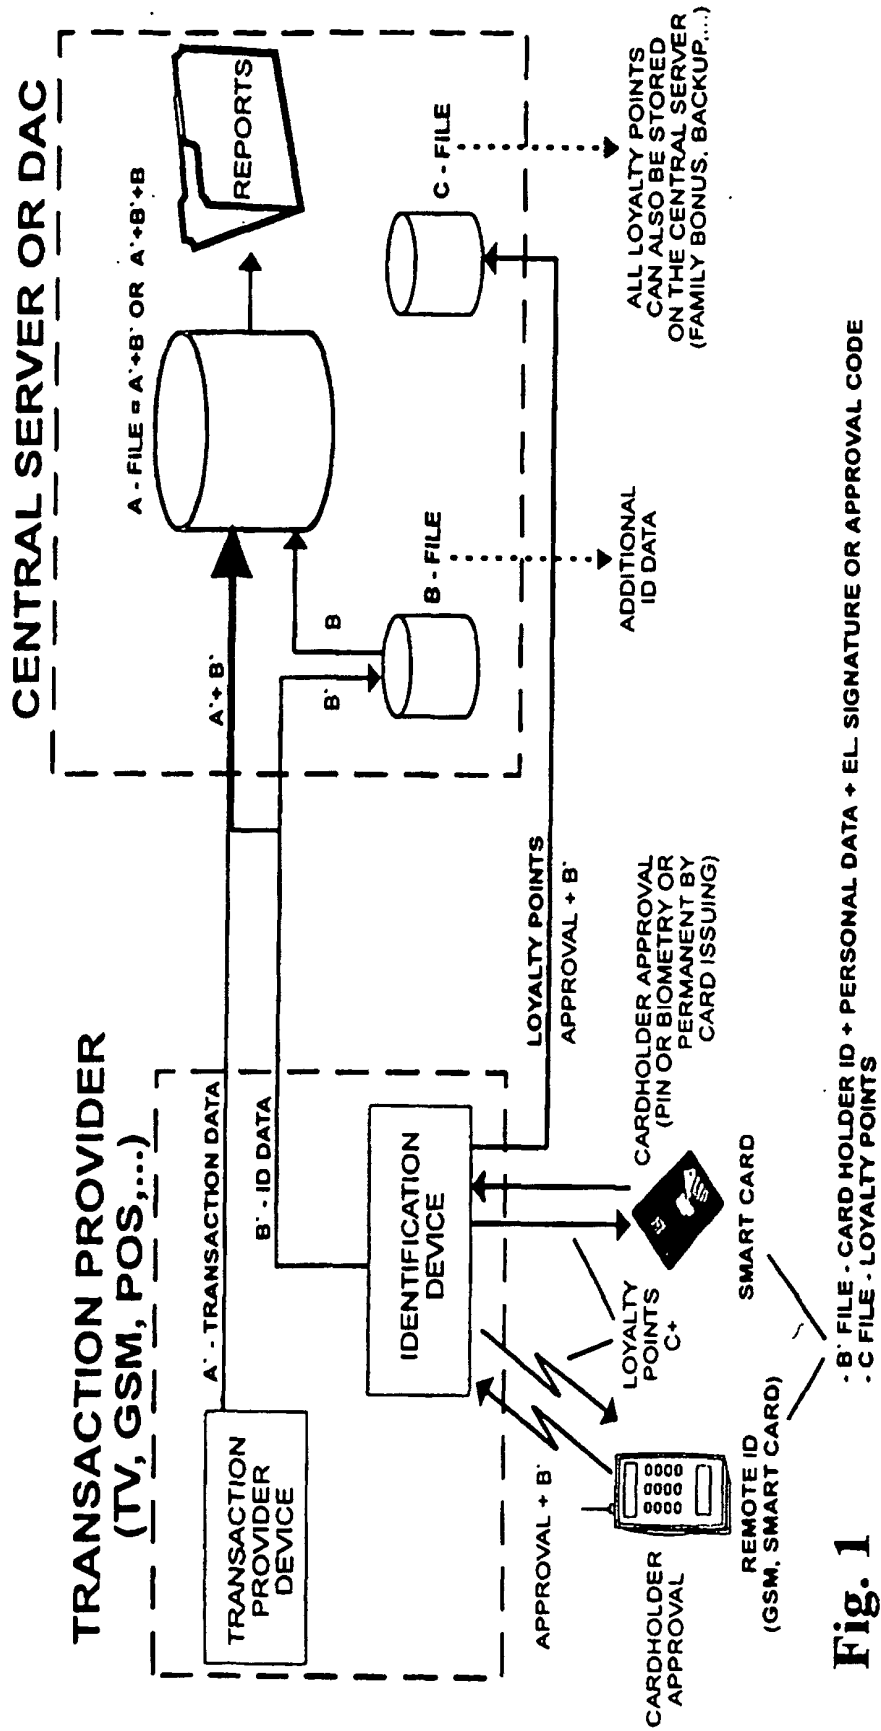 TRANSACTION PROVIDER
(TV, GSM, POS,...)
CENTRAL SERVER OR DAC
TRANSACTION
PROVIDER
DEVICE
A` - TRANSACTION DATA
B` - ID DATA
IDENTIFICATION
DEVICE
A`+ B`
B`
B
A - FILE = A`+B` OR A`+B`+B
REPORTS
B - FILE
C - FILE
ADDITIONAL
ID DATA
ALL LOYALTY POINTS
CAN ALSO BE STORED
ON THE CENTRAL SERVER
(FAMILY BONUS, BACKUP,...)
LOYALTY POINTS
APPROVAL + B`
APPROVAL + B`
CARDHOLDER
APPROVAL
REMOTE ID
(GSM, SMART CARD)
LOYALTY
POINTS
C+
SMART CARD
CARDHOLDER APPROVAL
(PIN OR BIOMETRY OR
PERMANENT BY
CARD ISSUING)
- B` FILE - CARD HOLDER ID + PERSONAL DATA + EL. SIGNATURE OR APPROVAL CODE
- C FILE - LOYALTY POINTS
Fig. 1